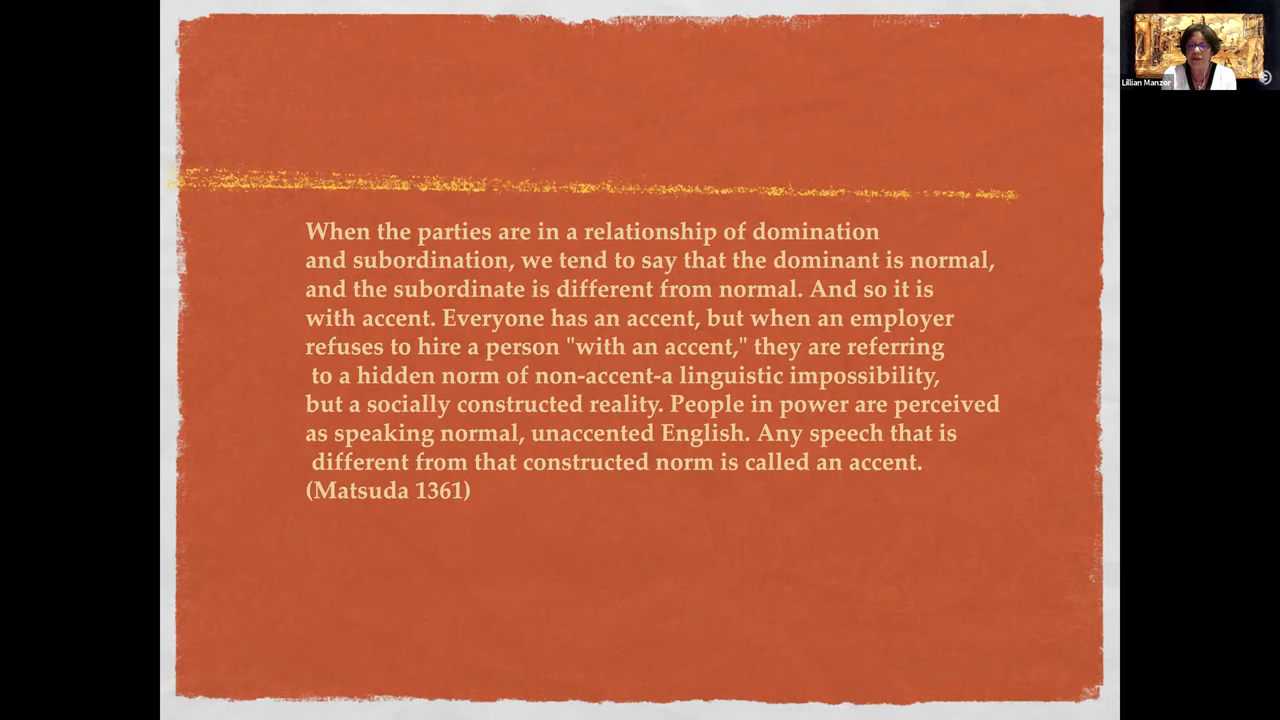 When the parties are in a relationship of domination
and subordination, we tend to say that the dominant is normal,
and the subordinate is different from normal. And so it is
with accent. Everyone has an accent, but when an employer
refuses to hire a person "with an accent," they are referring
to a hidden norm of non-accent-a linguistic impossibility,
but a socially constructed reality. People in power are perceived
as speaking normal, unaccented English. Any speech that is
different from that constructed norm is called an accent.
(Matsuda 1361)
Lillian Manzor